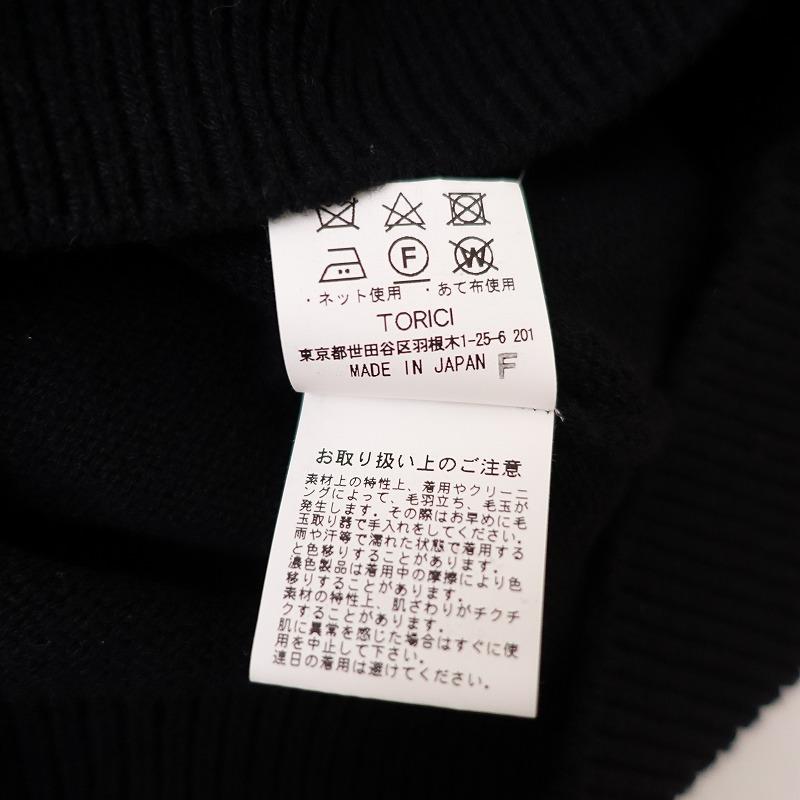 F
W
・ネット使用 ・あて布使用
TORICI
東京都世田谷区羽根木1-25-6 201
MADE IN JAPAN F
お取り扱い上のご注意
素材上の特性上、着用やクリーニ
ングによって、毛羽立ち、毛玉が
発生します。その際はお早めに毛
玉取り器で手入れをしてください。
雨や汗等で濡れた状態で着用する
と色移りすることがあります。
濃色製品は着用中の摩擦により色
移りすることがあります。
素材の特性上、肌ざわりがチクチ
クすることがあります。
肌に異常を感じた場合はすぐに使
用を中止して下さい。
連日の着用は避けてください。